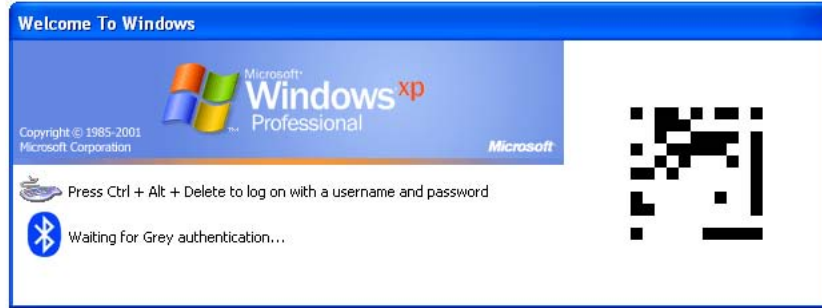 Welcome To Windows
Microsoft®
Windows xp
Professional
Copyright © 1985-2001
Microsoft Corporation
Microsoft
Press Ctrl + Alt + Delete to log on with a username and password
Waiting for Grey authentication...